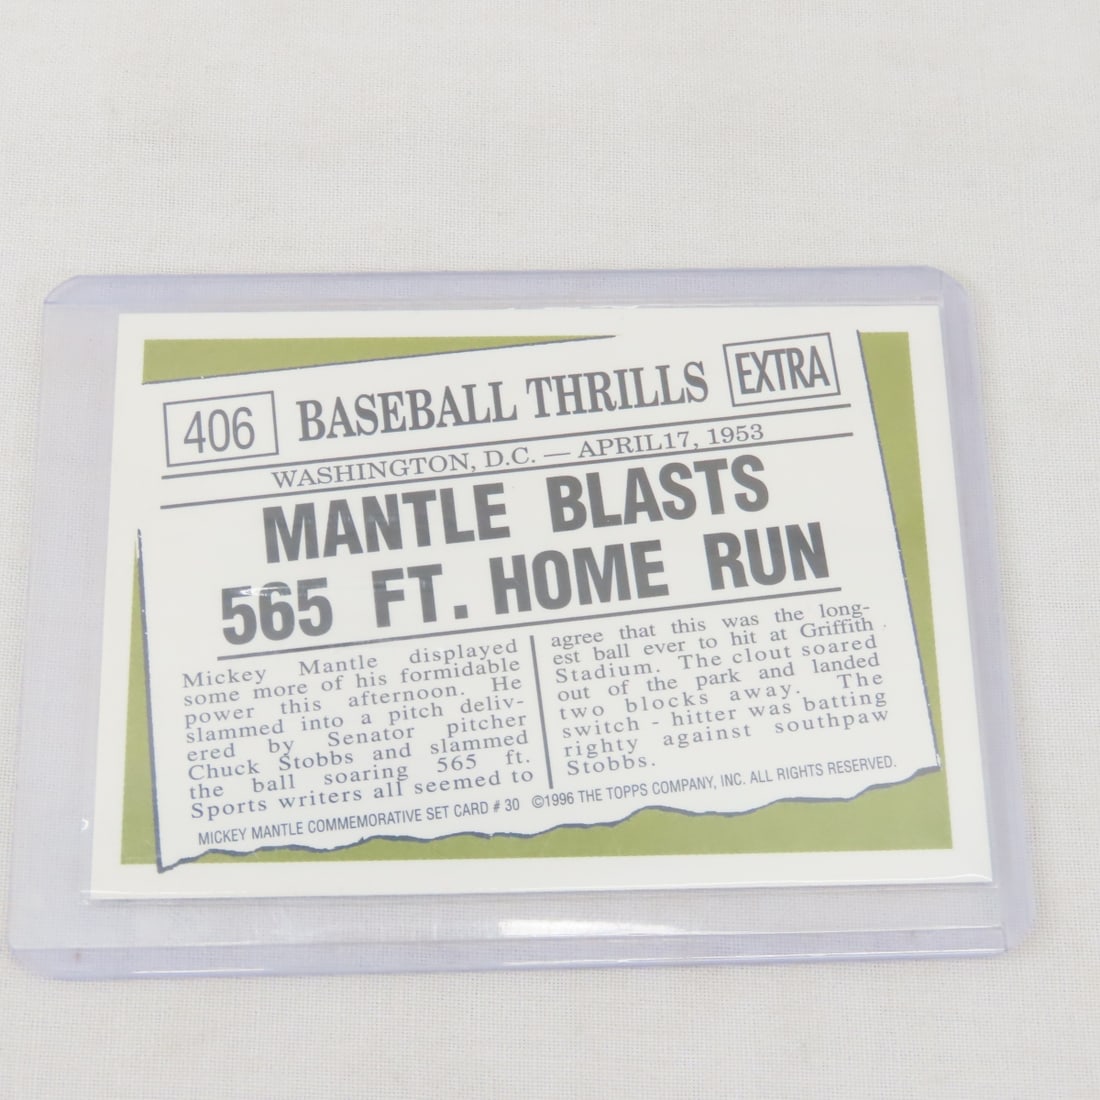 406 BASEBALL THRILLS EXTRA
WASHINGTON, D.C. — APRIL17, 1953
MANTLE BLASTS
565 FT. HOME RUN
Mickey Mantle displayed
some more of his formidable
power this afternoon. He
slammed into a pitch deliv-
ered by Senator pitcher
Chuck Stobbs and slammed
the ball soaring 565 ft.
Sports writers all seemed to
agree that this was the long-
est ball ever to hit at Griffith
Stadium. The clout soared
out of the park and landed
two blocks away. The
switch - hitter was batting
righty against southpaw
Stobbs.
MICKEY MANTLE COMMEMORATIVE SET CARD # 30 ©1996 THE TOPPS COMPANY, INC. ALL RIGHTS RESERVED.